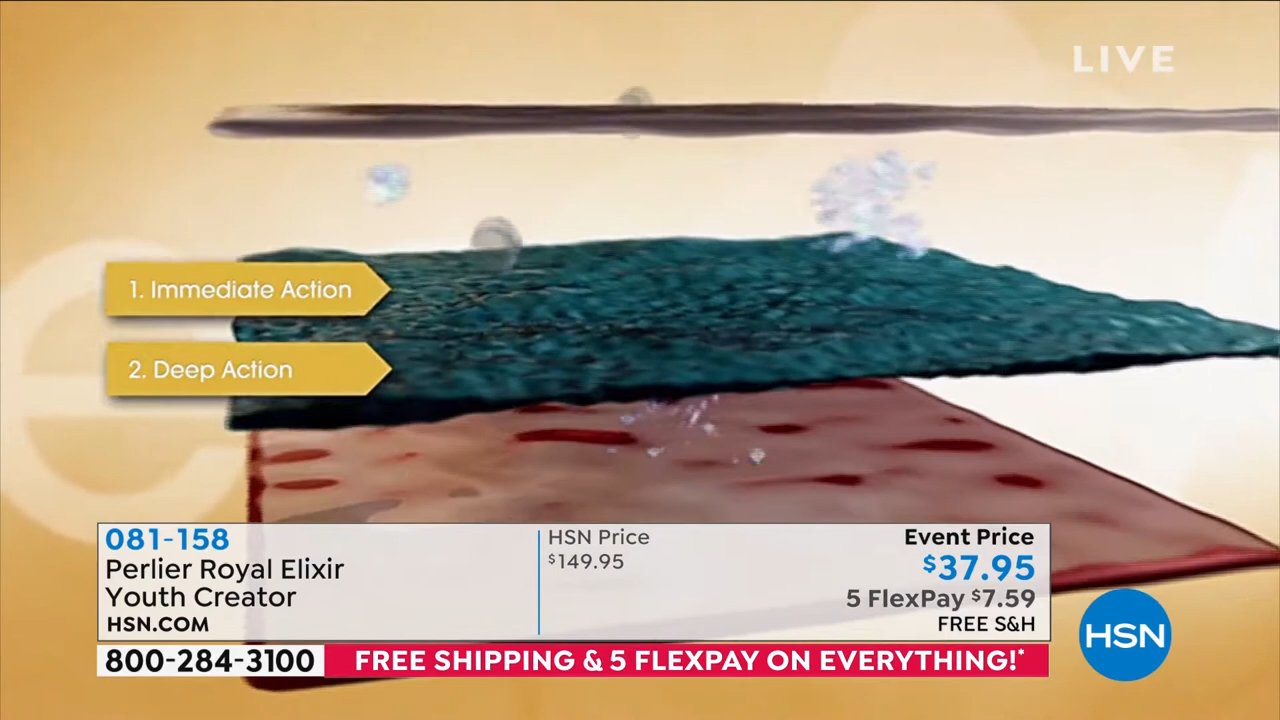 LIVE
1. Immediate Action
2. Deep Action
081-158
Perlier Royal Elixir
Youth Creator
HSN.COM
HSN Price
$149.95
Event Price
$37.95
5 FlexPay $7.59
FREE S&H
800-284-3100
FREE SHIPPING & 5 FLEXPAY ON EVERYTHING!*
HSN